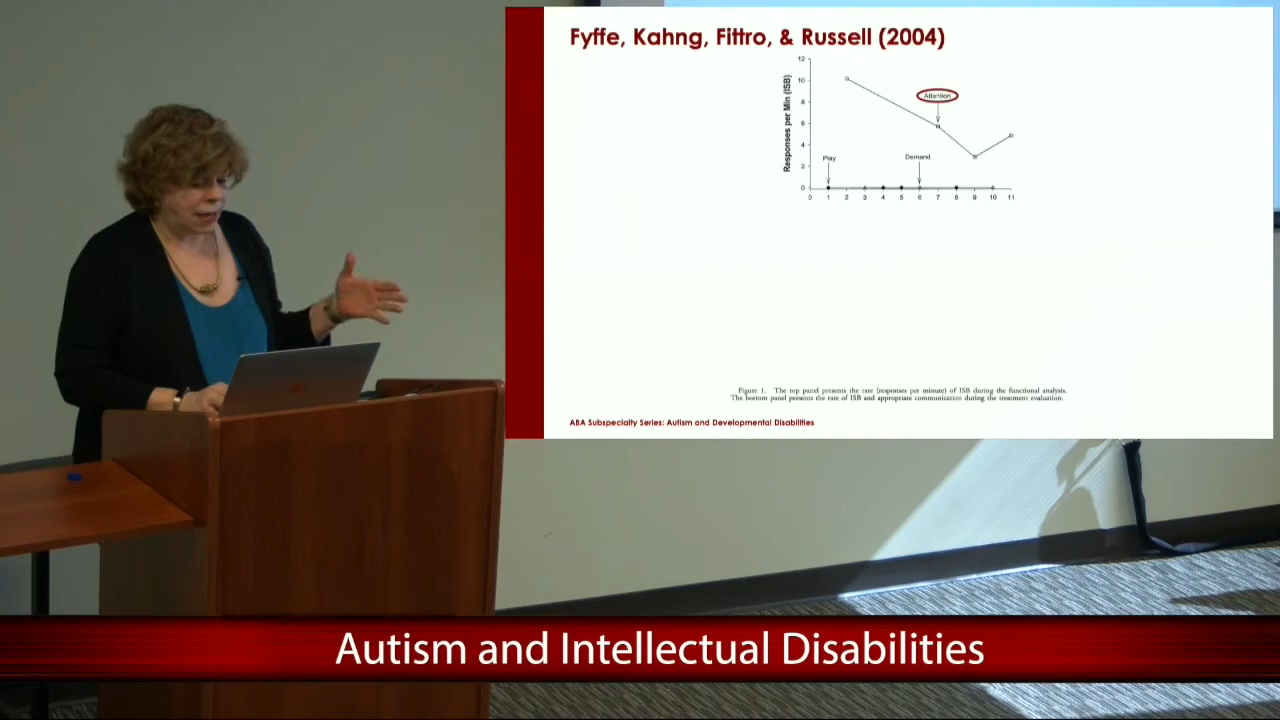 Fyffe, Kahng, Fittro, & Russell (2004)
Responses per Min (ISB)
12
10
8
6
4
2
0
Attention
Play
Demand
0 1 2 3 4 5 6 7 8 9 10 11
Figure 1. The top panel presents the rate (responses per minute) of ISB during the functional analysis.
The bottom panel presents the rate of ISB and appropriate communication during the treatment evaluation.
ABA Subspecialty Series: Autism and Developmental Disabilities
Autism and Intellectual Disabilities